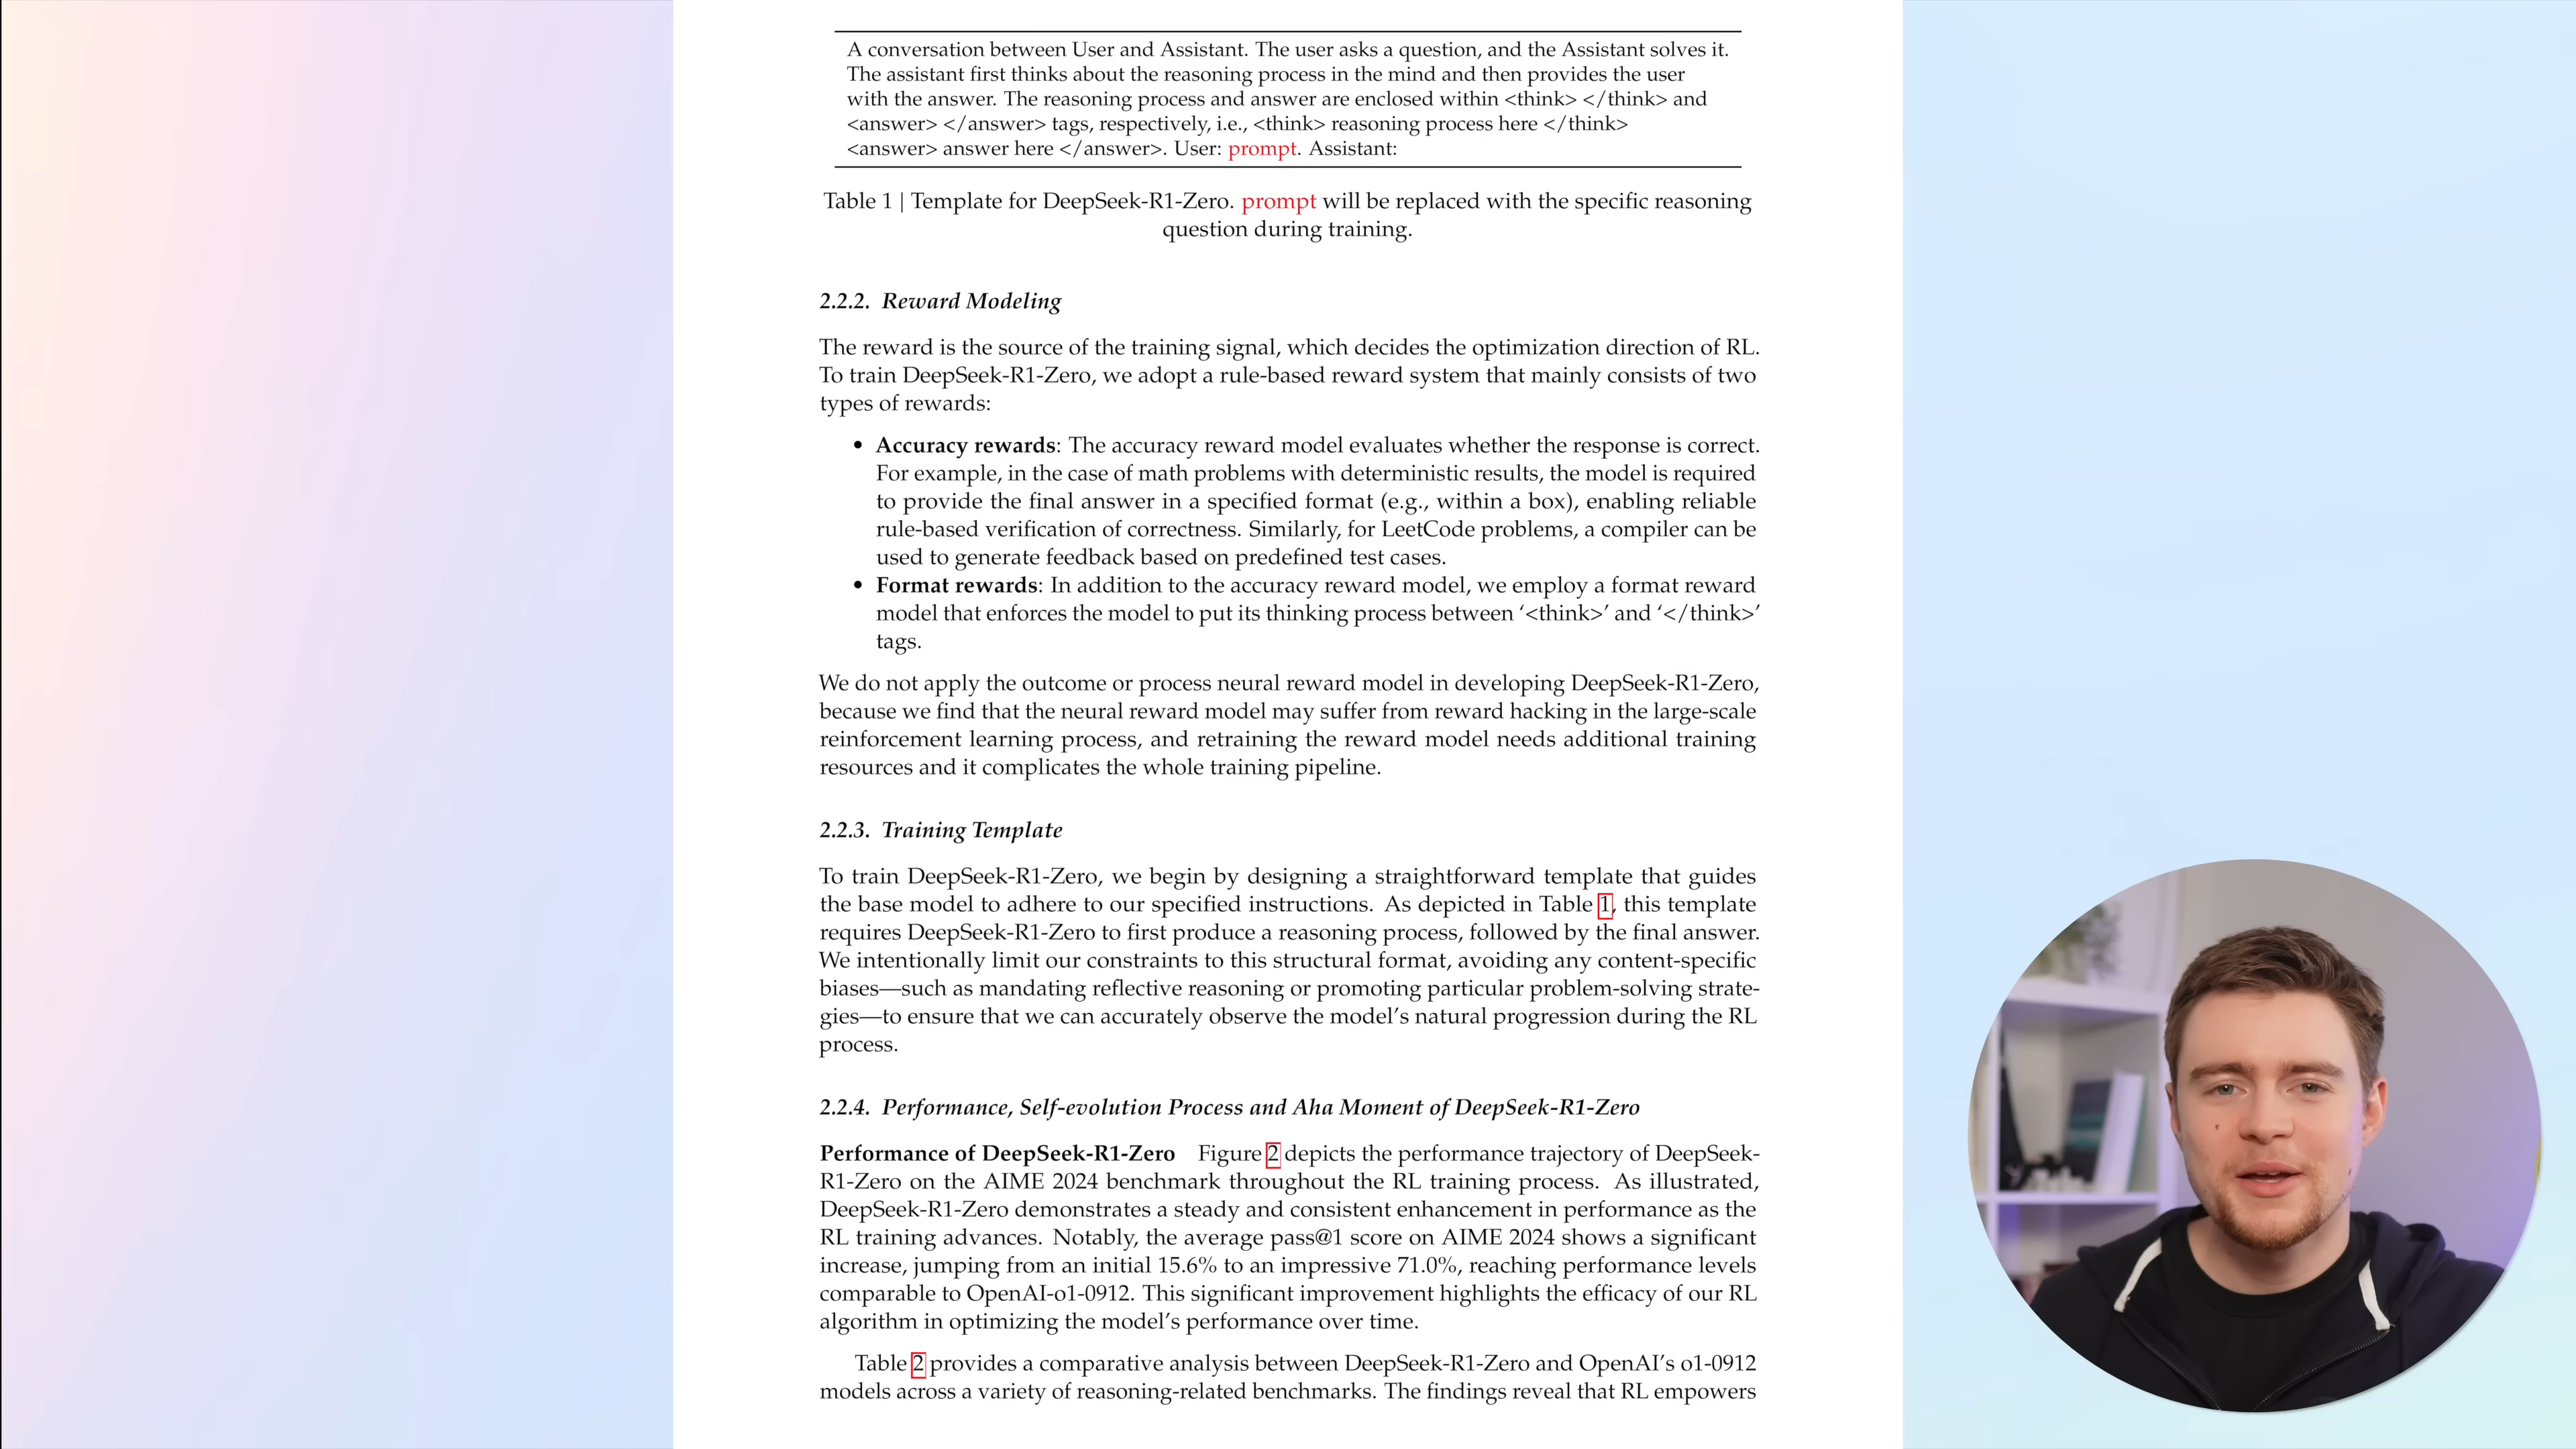 A conversation between User and Assistant. The user asks a question, and the Assistant solves it.
The assistant first thinks about the reasoning process in the mind and then provides the user
with the answer. The reasoning process and answer are enclosed within <think> </think> and
<answer> </answer> tags, respectively, i.e., <think> reasoning process here </think>
<answer> answer here </answer>. User: prompt. Assistant:
Table 1 | Template for DeepSeek-R1-Zero. prompt will be replaced with the specific reasoning
question during training.
2.2.2. Reward Modeling
The reward is the source of the training signal, which decides the optimization direction of RL.
To train DeepSeek-R1-Zero, we adopt a rule-based reward system that mainly consists of two
types of rewards:
• Accuracy rewards: The accuracy reward model evaluates whether the response is correct.
For example, in the case of math problems with deterministic results, the model is required
to provide the final answer in a specified format (e.g., within a box), enabling reliable
rule-based verification of correctness. Similarly, for LeetCode problems, a compiler can be
used to generate feedback based on predefined test cases.
• Format rewards: In addition to the accuracy reward model, we employ a format reward
model that enforces the model to put its thinking process between ‘<think>’ and ‘</think>’
tags.
We do not apply the outcome or process neural reward model in developing DeepSeek-R1-Zero,
because we find that the neural reward model may suffer from reward hacking in the large-scale
reinforcement learning process, and retraining the reward model needs additional training
resources and it complicates the whole training pipeline.
2.2.3. Training Template
To train DeepSeek-R1-Zero, we begin by designing a straightforward template that guides
the base model to adhere to our specified instructions. As depicted in Table 1, this template
requires DeepSeek-R1-Zero to first produce a reasoning process, followed by the final answer.
We intentionally limit our constraints to this structural format, avoiding any content-specific
biases—such as mandating reflective reasoning or promoting particular problem-solving strate-
gies—to ensure that we can accurately observe the model’s natural progression during the RL
process.
2.2.4. Performance, Self-evolution Process and Aha Moment of DeepSeek-R1-Zero
Performance of DeepSeek-R1-Zero Figure 2 depicts the performance trajectory of DeepSeek-
R1-Zero on the AIME 2024 benchmark throughout the RL training process. As illustrated,
DeepSeek-R1-Zero demonstrates a steady and consistent enhancement in performance as the
RL training advances. Notably, the average pass@1 score on AIME 2024 shows a significant
increase, jumping from an initial 15.6% to an impressive 71.0%, reaching performance levels
comparable to OpenAI-o1-0912. This significant improvement highlights the efficacy of our RL
algorithm in optimizing the model’s performance over time.
Table 2 provides a comparative analysis between DeepSeek-R1-Zero and OpenAI’s o1-0912
models across a variety of reasoning-related benchmarks. The findings reveal that RL empowers